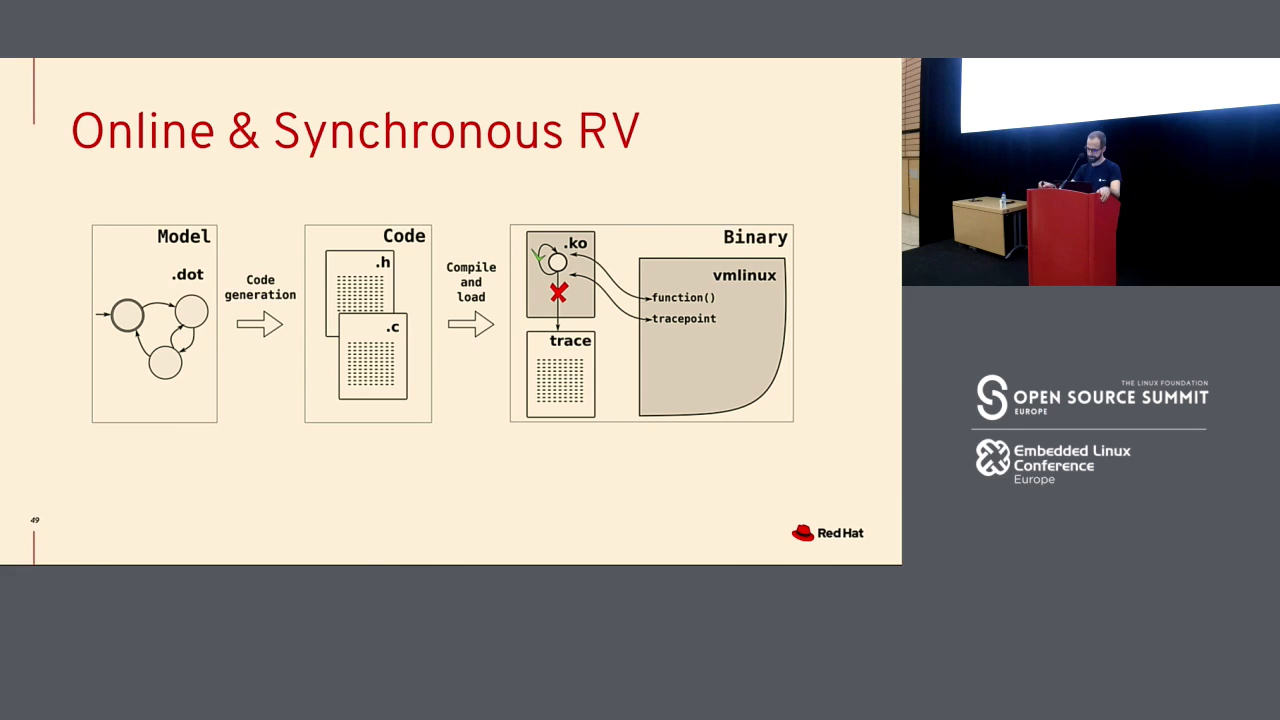 Online & Synchronous RV
Model
.dot
Code
generation
Code
.h
.c
Compile
and
load
Binary
.ko
trace
vmlinux
function()
tracepoint
49
Red Hat
THE LINUX FOUNDATION
OPEN SOURCE SUMMIT
EUROPE
Embedded Linux
Conference
Europe